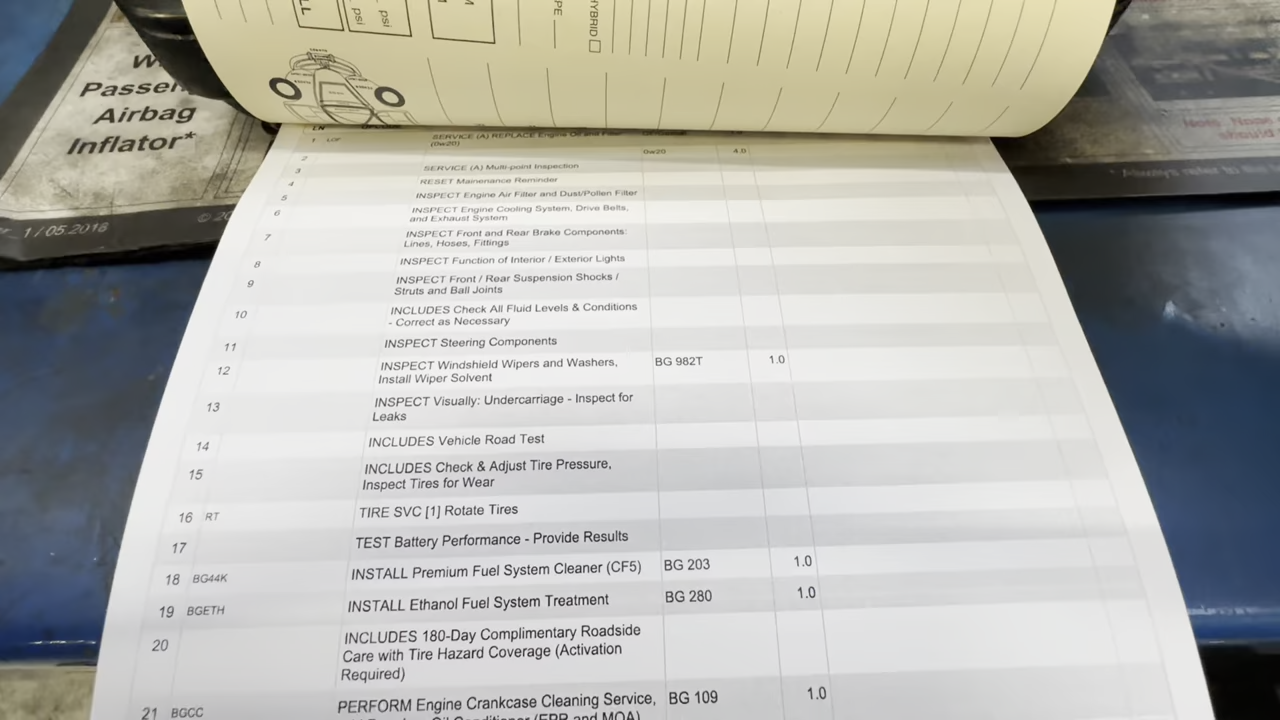 HYBRID
PE
psi
psi
Passen
Airbag
Inflator*
1/05.2016
© 20
LN
1 LOF SERVICE (A) REPLACE Engine Oil and Filter
(0w20) 0w20 4.0
2
3 SERVICE (A) Multi-point Inspection
4 RESET Maintenance Reminder
5 INSPECT Engine Air Filter and Dust/Pollen Filter
6 INSPECT Engine Cooling System, Drive Belts,
and Exhaust System
7 INSPECT Front and Rear Brake Components:
Lines, Hoses, Fittings
8 INSPECT Function of Interior / Exterior Lights
9 INSPECT Front / Rear Suspension Shocks /
Struts and Ball Joints
10 INCLUDES Check All Fluid Levels & Conditions
- Correct as Necessary
11 INSPECT Steering Components
12 INSPECT Windshield Wipers and Washers, BG 982T 1.0
Install Wiper Solvent
13 INSPECT Visually: Undercarriage - Inspect for
Leaks
14 INCLUDES Vehicle Road Test
15 INCLUDES Check & Adjust Tire Pressure,
Inspect Tires for Wear
16 RT TIRE SVC [1] Rotate Tires
17 TEST Battery Performance - Provide Results
18 BG44K INSTALL Premium Fuel System Cleaner (CF5) BG 203 1.0
19 BGETH INSTALL Ethanol Fuel System Treatment BG 280 1.0
20 INCLUDES 180-Day Complimentary Roadside
Care with Tire Hazard Coverage (Activation
Required)
21 BGCC PERFORM Engine Crankcase Cleaning Service, BG 109 1.0
Oil Conditioner (EPR and MOA)